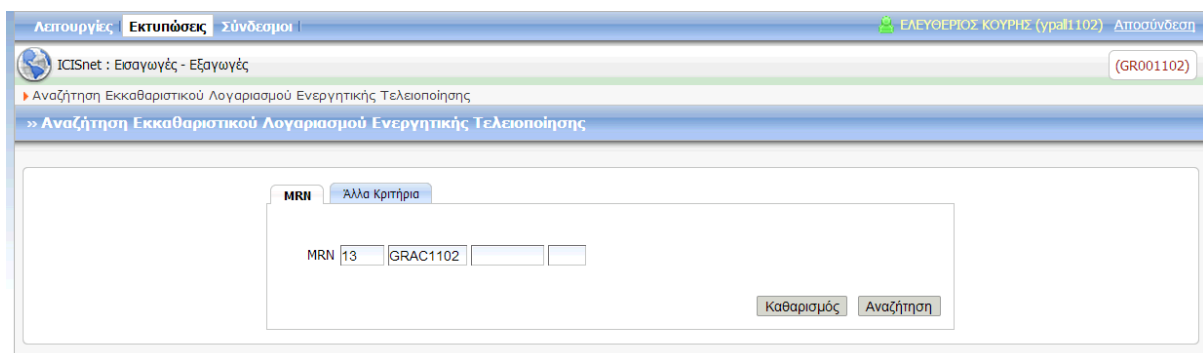 Λειτουργίες | Εκτυπώσεις | Σύνδεσμοι | ΕΛΕΥΘΕΡΙΟΣ ΚΟΥΡΗΣ (ypall1102) Αποσύνδεση
ICISnet : Εισαγωγές - Εξαγωγές (GR001102)
Αναζήτηση Εκκαθαριστικού Λογαριασμού Ενεργητικής Τελειοποίησης
» Αναζήτηση Εκκαθαριστικού Λογαριασμού Ενεργητικής Τελειοποίησης
MRN Άλλα Κριτήρια
MRN 13 GRAC1102
Καθαρισμός Αναζήτηση